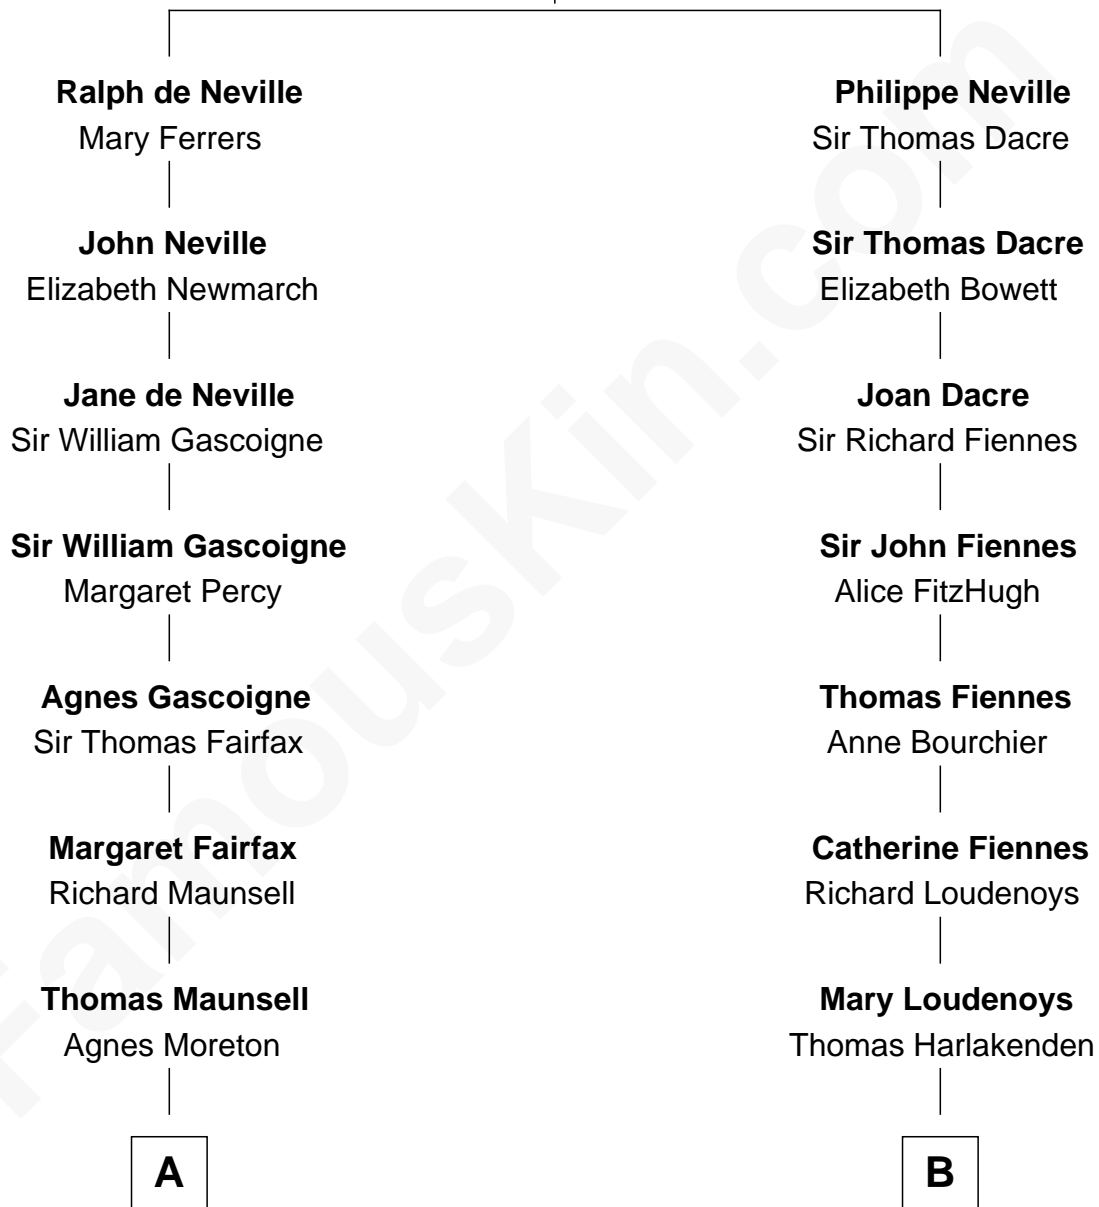 Ralph de Neville
Mary Ferrers
John Neville
Elizabeth Newmarch
Jane de Neville
Sir William Gascoigne
Sir William Gascoigne
Margaret Percy
Agnes Gascoigne
Sir Thomas Fairfax
Margaret Fairfax
Richard Maunsell
Thomas Maunsell
Agnes Moreton
A
Philippe Neville
Sir Thomas Dacre
Sir Thomas Dacre
Elizabeth Bowett
Joan Dacre
Sir Richard Fiennes
Sir John Fiennes
Alice FitzHugh
Thomas Fiennes
Anne Bourchier
Catherine Fiennes
Richard Loudenoys
Mary Loudenoys
Thomas Harlakenden
B
FamousKin.com